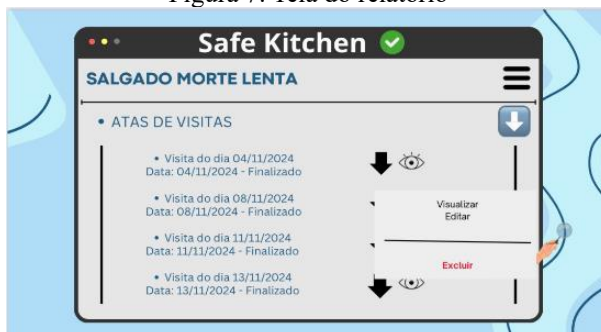 Figura 7: Tela do relatório
Safe Kitchen
SALGADO MORTE LENTA
• ATAS DE VISITAS
• Visita do dia 04/11/2024
Data: 04/11/2024 - Finalizado
• Visita do dia 08/11/2024
Data: 08/11/2024 - Finalizado
• Visita do dia 11/11/2024
Data: 11/11/2024 - Finalizado
• Visita do dia 13/11/2024
Data: 13/11/2024 - Finalizado
Visualizar
Editar
Excluir